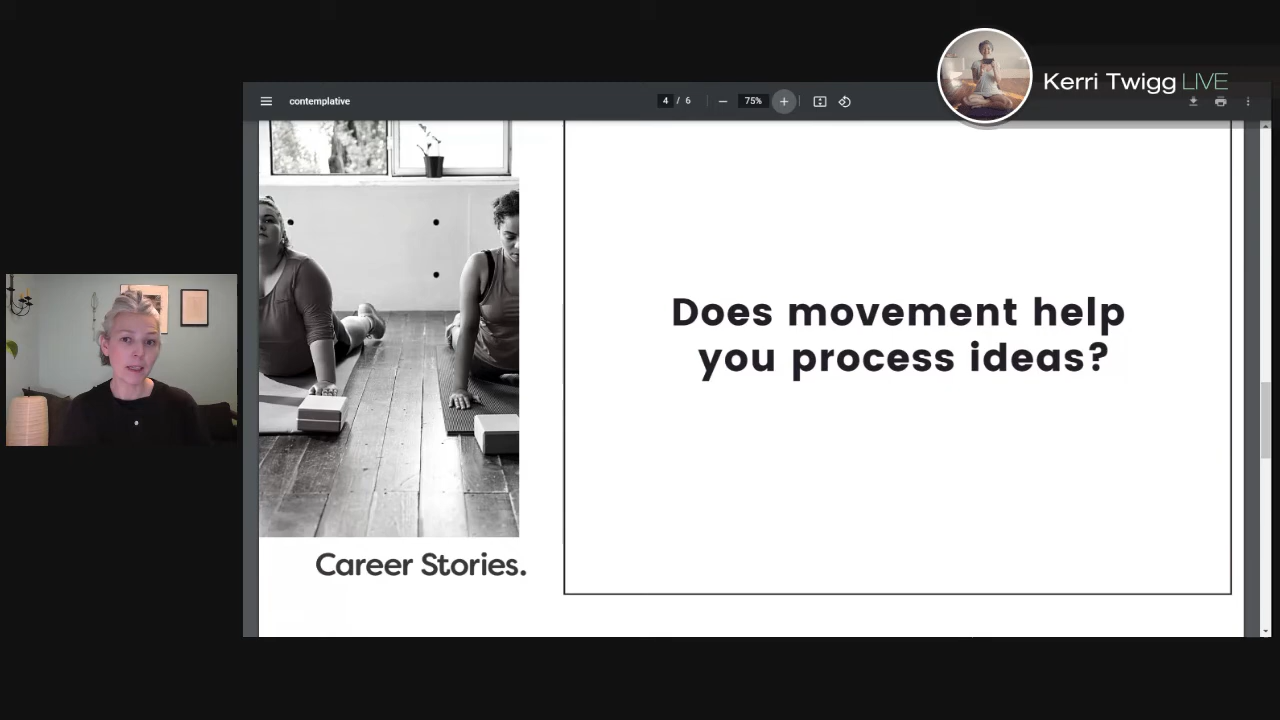 Kerri Twigg LIVE
contemplative
4 / 6
75%
Does movement help
you process ideas?
Career Stories.